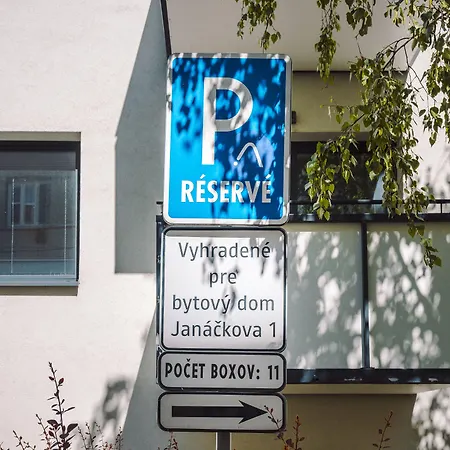 P
RÉSERVÉ
Vyhradené
pre
bytový dom
Janáčkova 1
POČET BOXOV: 11